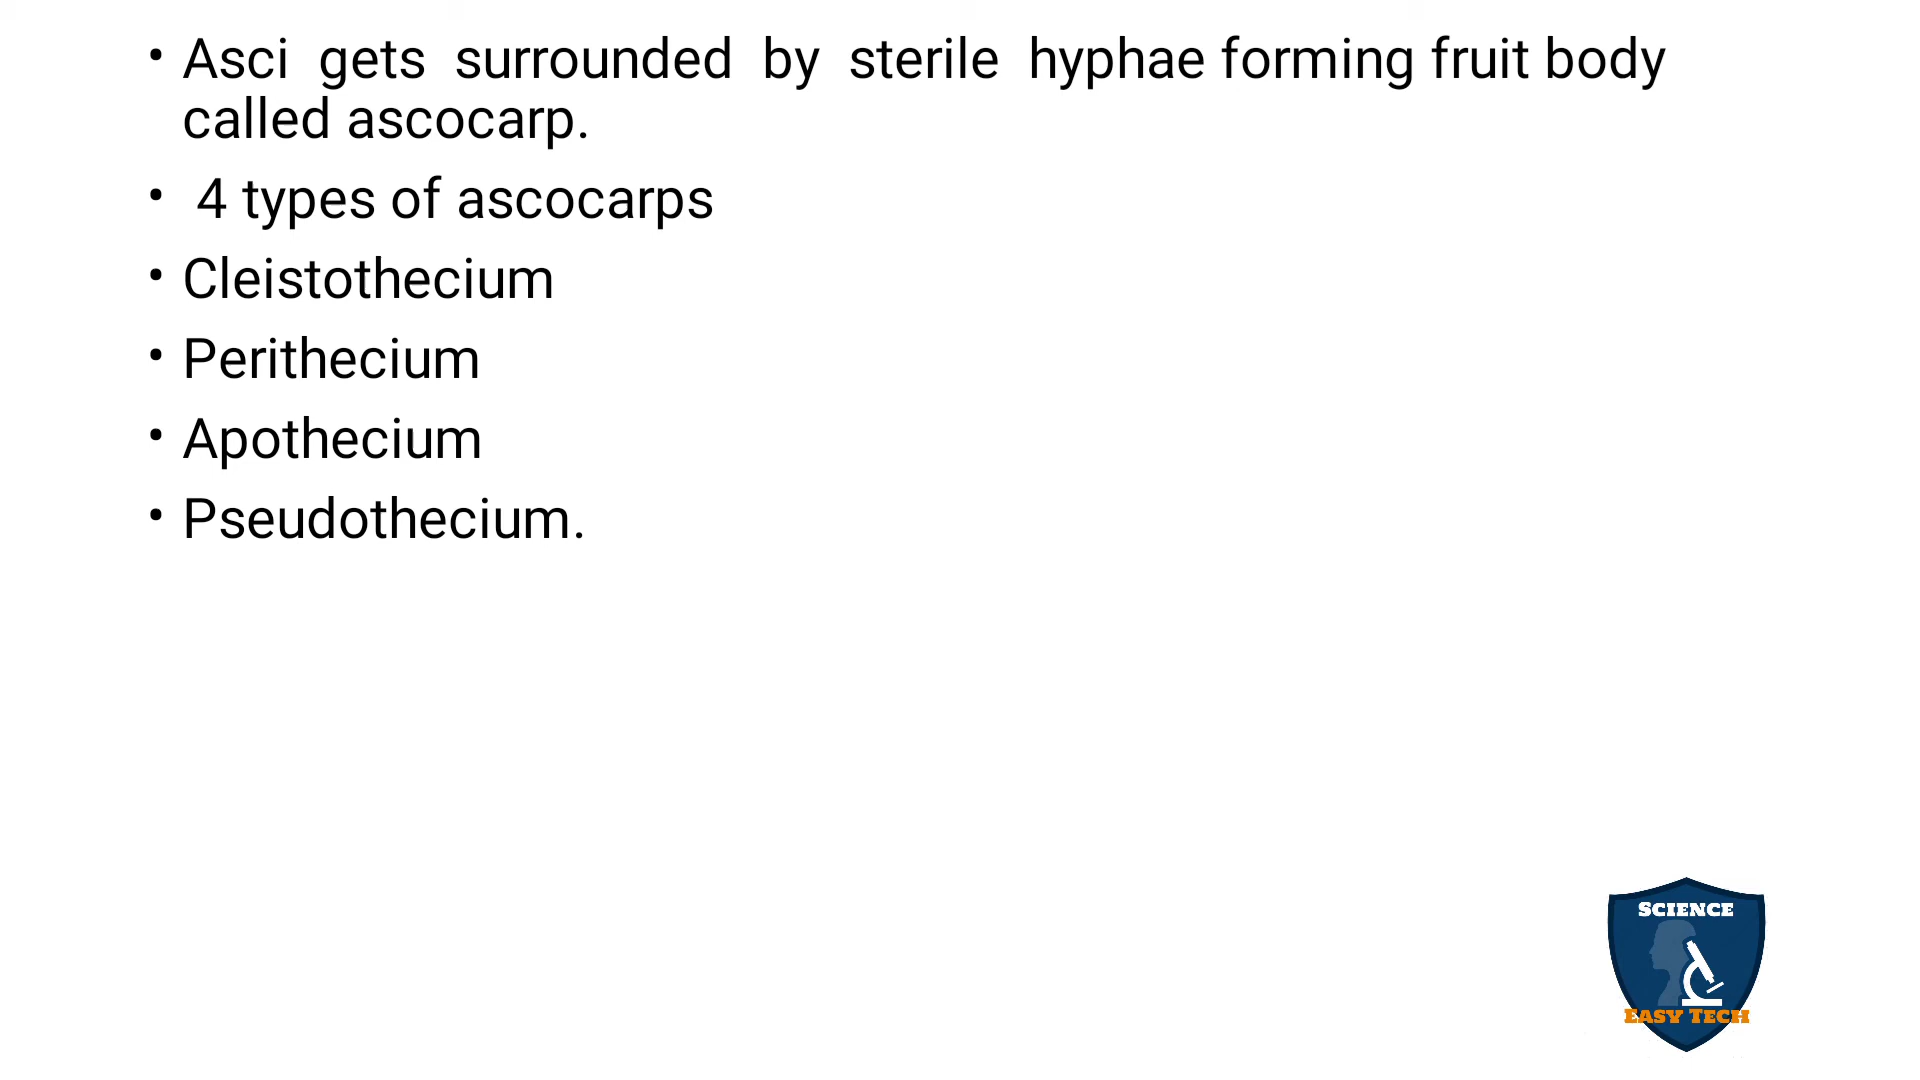 • Asci gets surrounded by sterile hyphae forming fruit body
called ascocarp.
• 4 types of ascocarps
• Cleistothecium
• Perithecium
• Apothecium
• Pseudothecium.
SCIENCE
EASY TECH